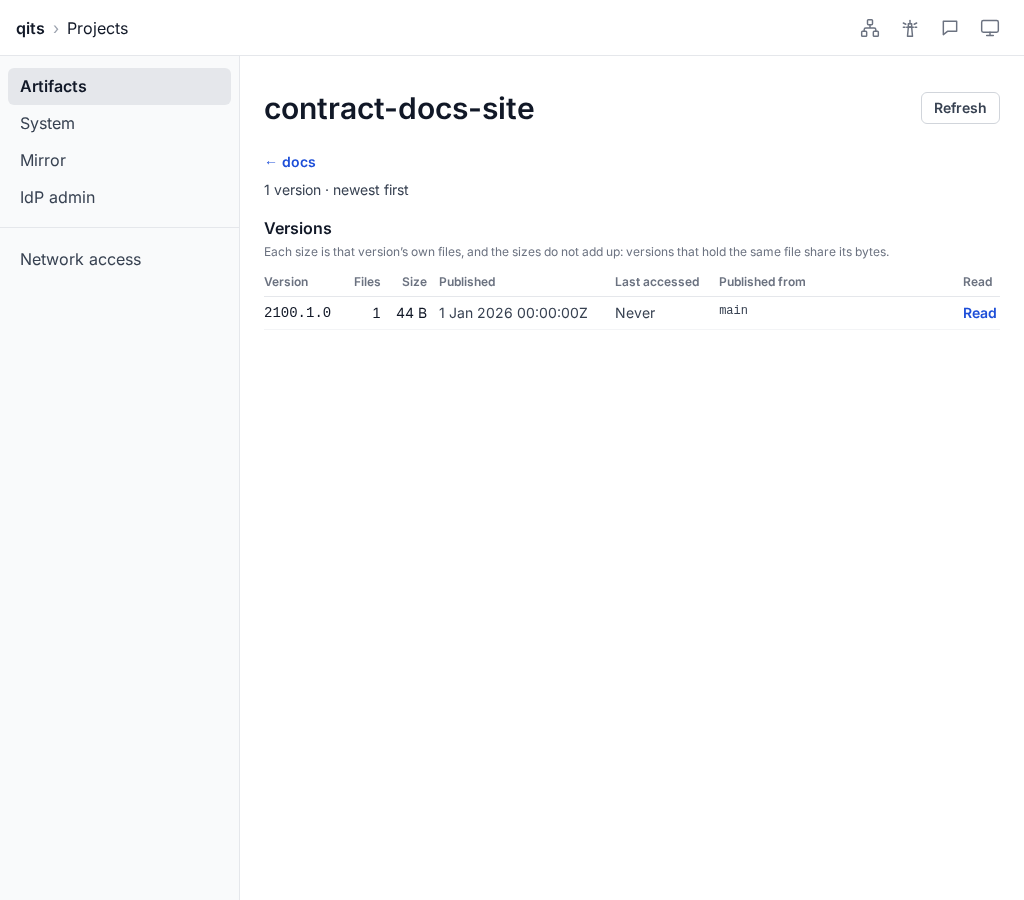 qits › Projects
Artifacts
System
Mirror
IdP admin
Network access
contract-docs-site
Refresh
← docs
1 version · newest first
Versions
Each size is that version’s own files, and the sizes do not add up: versions that hold the same file share its bytes.
Version Files Size Published Last accessed Published from Read
2100.1.0 1 44 B 1 Jan 2026 00:00:00Z Never main Read